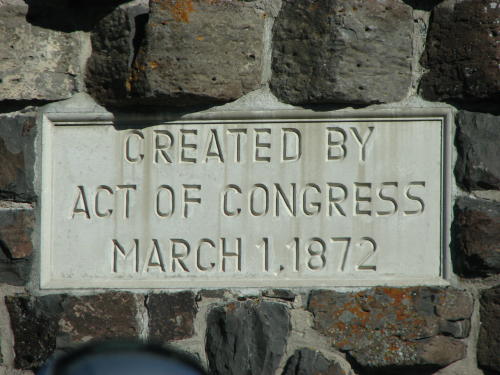 CREATED BY
ACT OF CONGRESS
MARCH 1, 1872